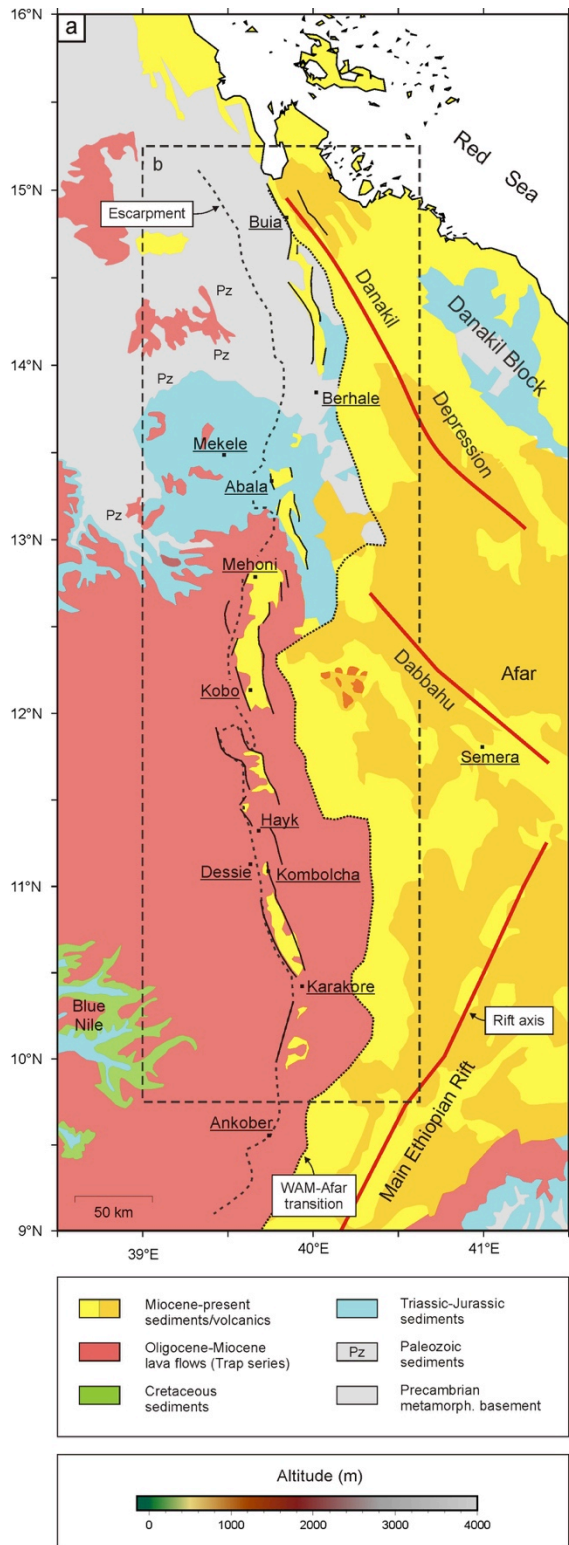 a
16°N
15°N
14°N
13°N
12°N
11°N
10°N
9°N
39°E
40°E
41°E
b
Red Sea
Escarpment
Buia
Pz
Danakil
Depression
Danakil Block
Pz
Pz
Berhale
Mekele
Abala
Pz
Mehoni
Kobo
Dabbahu
Afar
Semera
Hayk
Dessie
Kombolcha
Karakore
Blue
Nile
Rift axis
Ankober
Main Ethiopian Rift
WAM-Afar
transition
50 km
Miocene-present
sediments/volcanics
Oligocene-Miocene
lava flows (Trap series)
Cretaceous
sediments
Triassic-Jurassic
sediments
Pz
Paleozoic
sediments
Precambrian
metamorph. basement
Altitude (m)
0
1000
2000
3000
4000